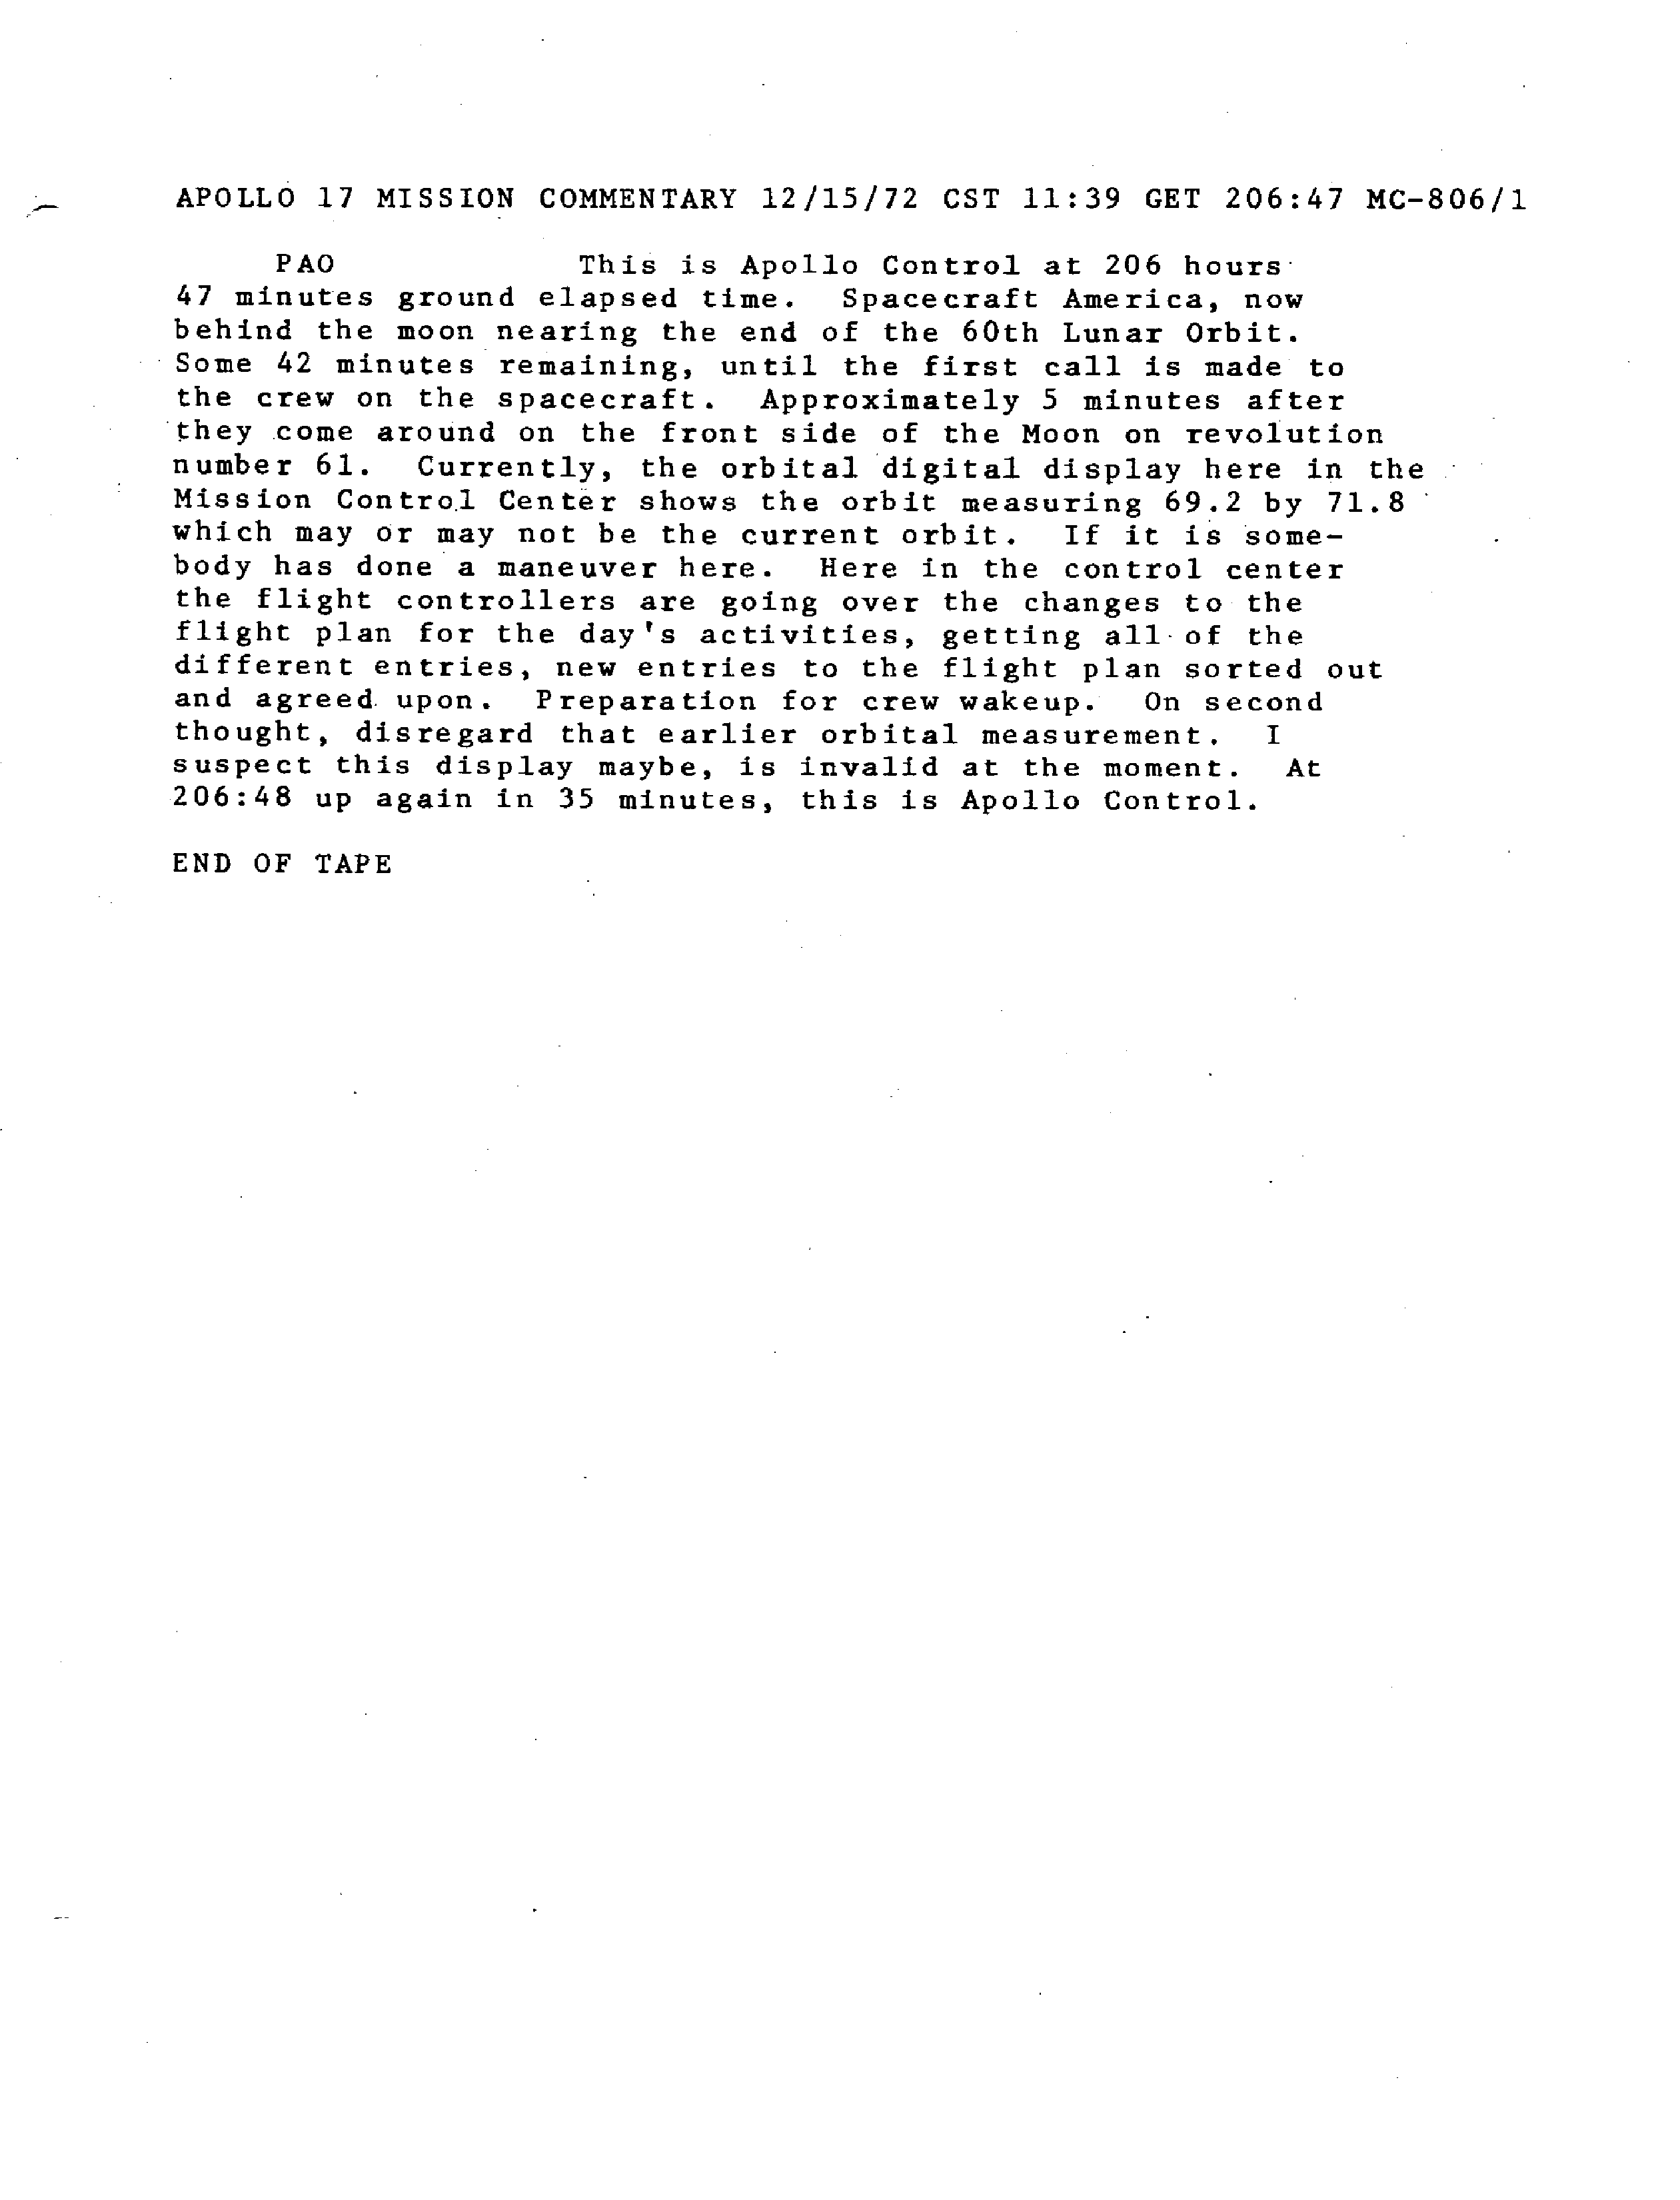 APOLLO 17 MISSION COMMENTARY 12/15/72 CST 11:39 GET 206:47 MC-806/1
PAO This is Apollo Control at 206 hours
47 minutes ground elapsed time. Spacecraft America, now
behind the moon nearing the end of the 60th Lunar Orbit.
Some 42 minutes remaining, until the first call is made to
the crew on the spacecraft. Approximately 5 minutes after
they come around on the front side of the Moon on revolution
number 61. Currently, the orbital digital display here in the
Mission Control Center shows the orbit measuring 69.2 by 71.8
which may or may not be the current orbit. If it is some-
body has done a maneuver here. Here in the control center
the flight controllers are going over the changes to the
flight plan for the day's activities, getting all of the
different entries, new entries to the flight plan sorted out
and agreed upon. Preparation for crew wakeup. On second
thought, disregard that earlier orbital measurement. I
suspect this display maybe, is invalid at the moment. At
206:48 up again in 35 minutes, this is Apollo Control.
END OF TAPE